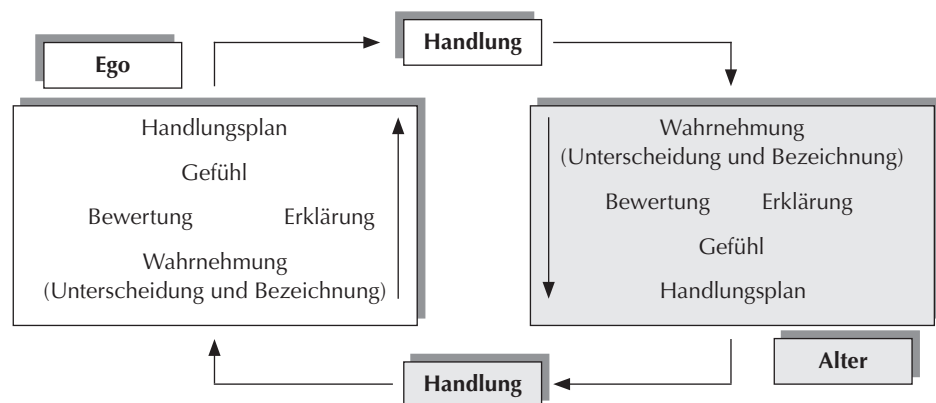 Handlung
Ego
Handlungsplan
Gefühl
Bewertung Erklärung
Wahrnehmung
(Unterscheidung und Bezeichnung)
Wahrnehmung
(Unterscheidung und Bezeichnung)
Bewertung Erklärung
Gefühl
Handlungsplan
Alter
Handlung